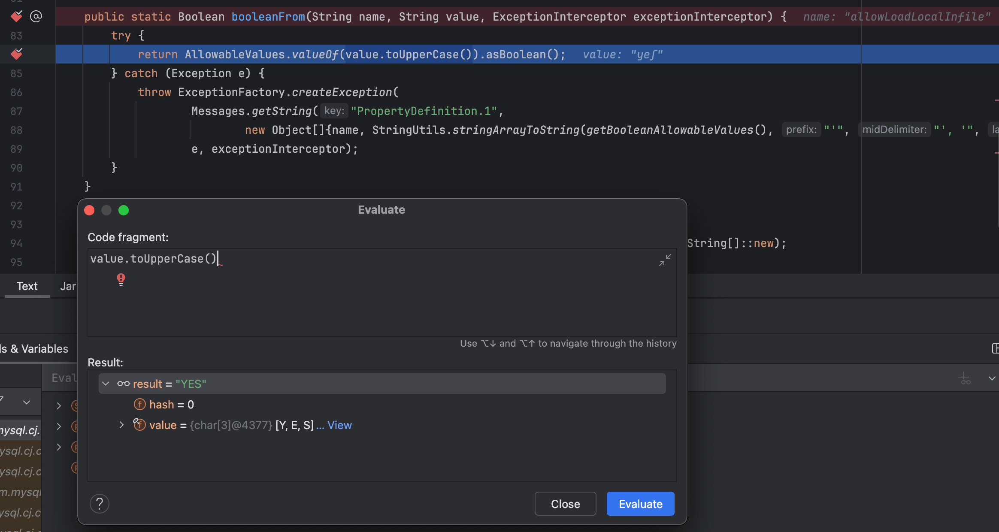 public static Boolean booleanFrom(String name, String value, ExceptionInterceptor exceptionInterceptor) { name: "allowLoadLocalInfile"
83 try {
return AllowableValues.valueOf(value.toUpperCase()).asBoolean(); value: "yeſ"
85 } catch (Exception e) {
86 throw ExceptionFactory.createException(
87 Messages.getString( key: "PropertyDefinition.1",
88 new Object[]{name, StringUtils.stringArrayToString(getBooleanAllowableValues(), prefix: "'", midDelimiter: "', '", la
89 e, exceptionInterceptor);
90 }
91 }
92
93
94 String[]::new);
95
Text Jar
Evaluate
Code fragment:
value.toUpperCase()
Use ⌥↓ and ⌥↑ to navigate through the history
ls & Variables
Result:
Eval
result = "YES"
hash = 0
value = {char[3]@4377} [Y, E, S] ... View
mysql.cj.
ysql.cj.c
ysql.cj.c
m.mysql
ysql.cj.c
? Close Evaluate